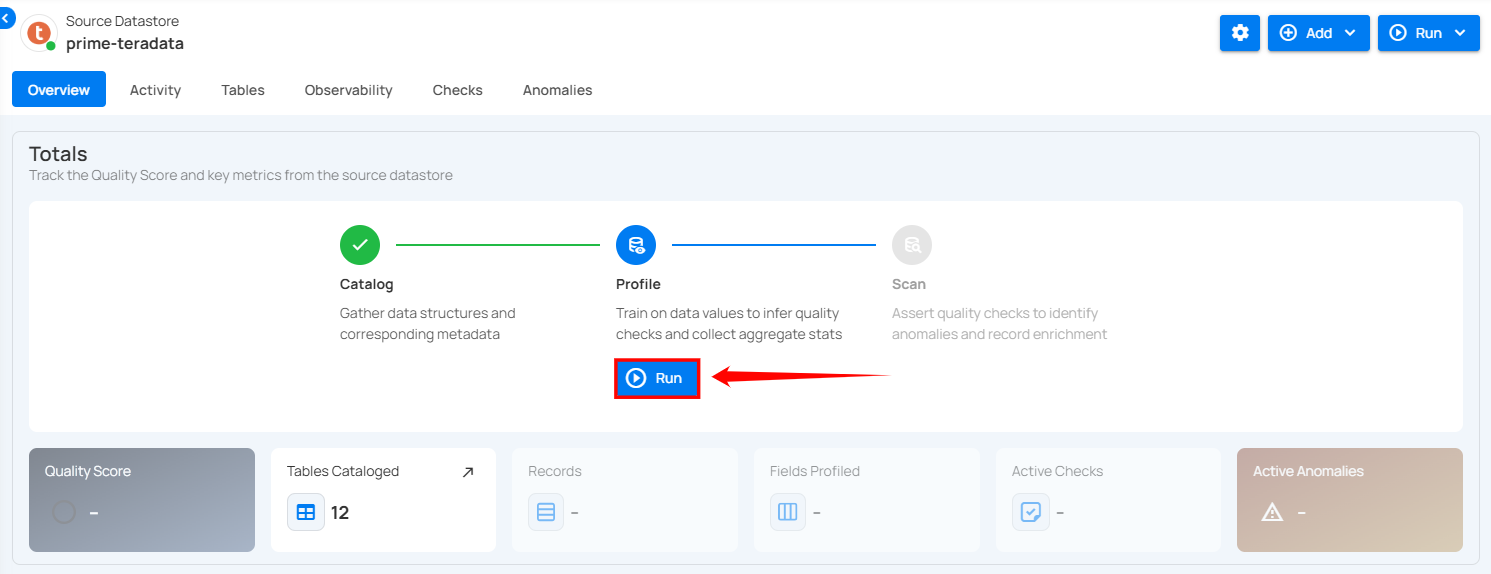 Source Datastore
prime-teradata
Add
Run
Overview
Activity
Tables
Observability
Checks
Anomalies
Totals
Track the Quality Score and key metrics from the source datastore
Catalog
Gather data structures and
corresponding metadata
Profile
Train on data values to infer quality
checks and collect aggregate stats
Run
Scan
Assert quality checks to identify
anomalies and record enrichment
Quality Score
–
Tables Cataloged
12
Records
–
Fields Profiled
–
Active Checks
–
Active Anomalies
–